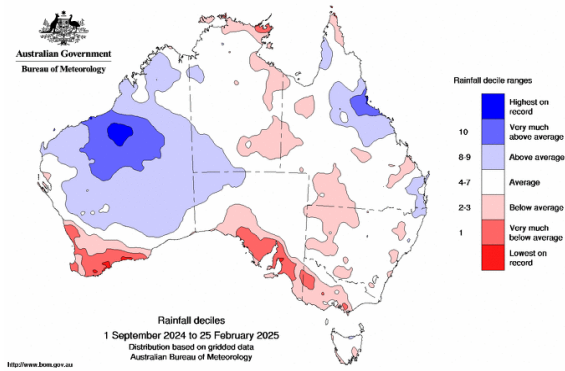 Australian Government
Bureau of Meteorology
Rainfall decile ranges
Highest on
record
10
Very much
above average
8-9
Above average
4-7
Average
2-3
Below average
1
Very much
below average
Lowest on
record
Rainfall deciles
1 September 2024 to 25 February 2025
Distribution based on gridded data
Australian Bureau of Meteorology
http://www.bom.gov.au